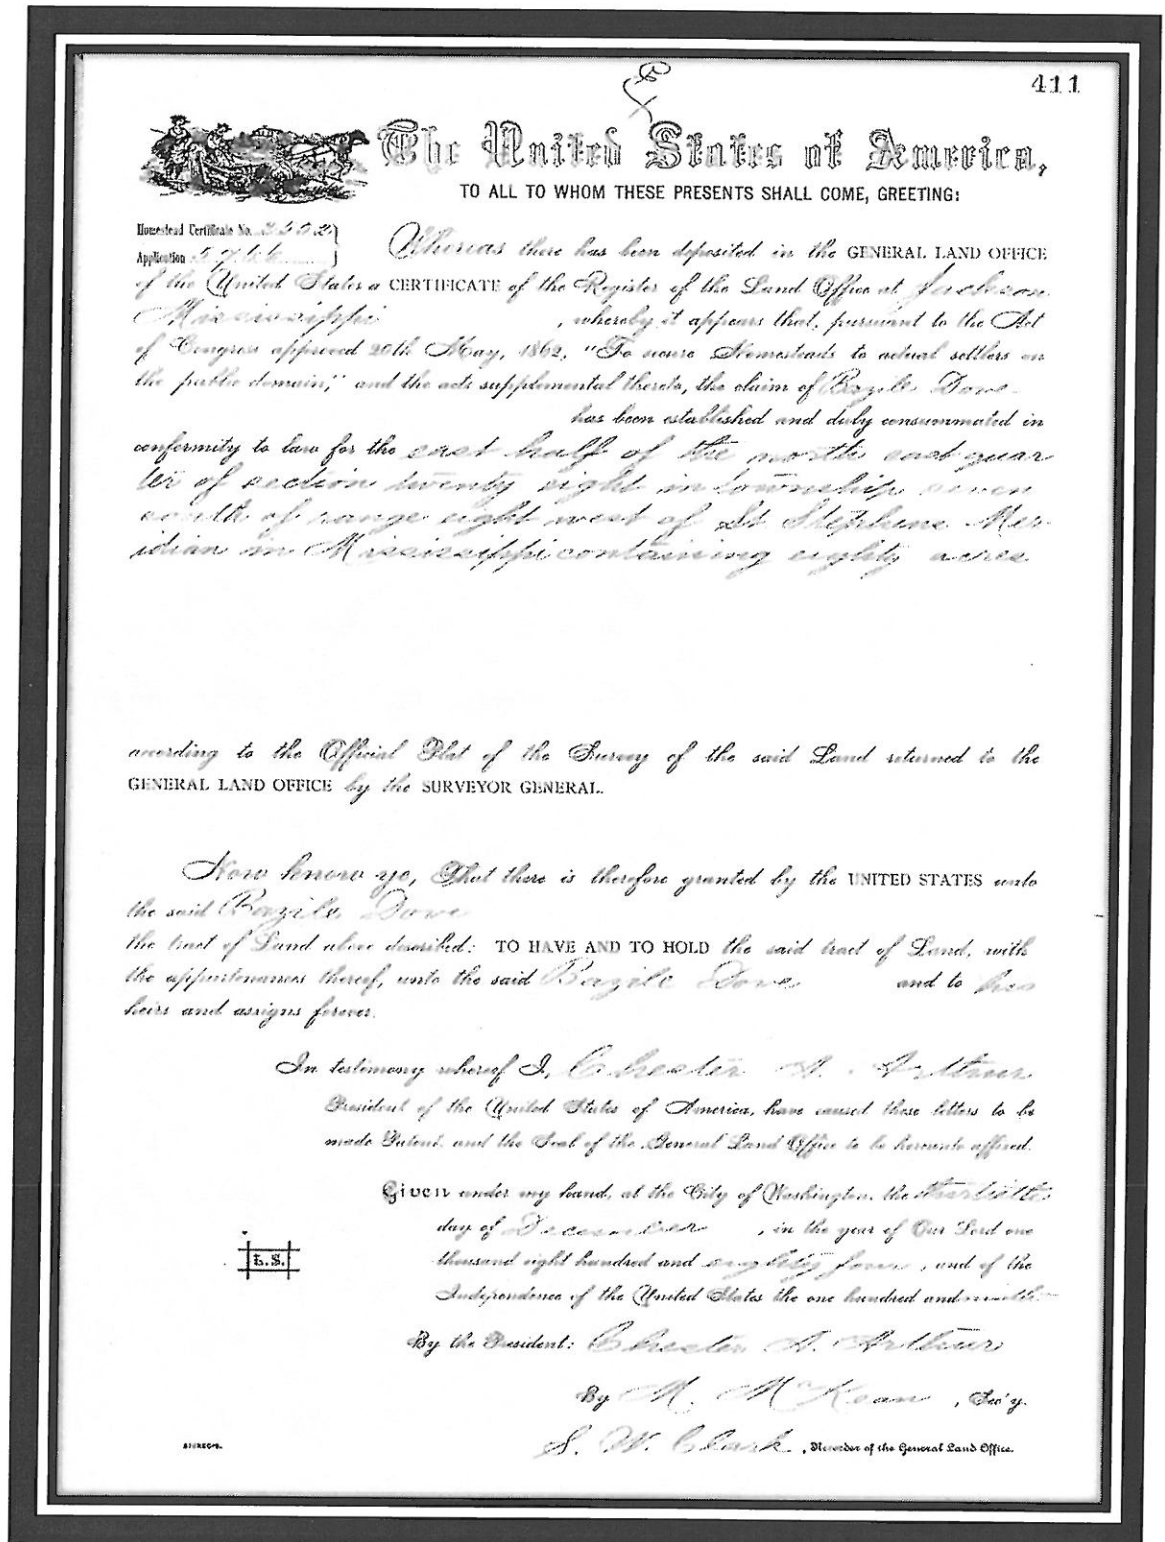 411
The United States of America,
TO ALL TO WHOM THESE PRESENTS SHALL COME, GREETING:
Homestead Certificate No. 2502
Application 5766
Whereas there has been deposited in the GENERAL LAND OFFICE
of the United States a CERTIFICATE of the Register of the Land Office at Jackson
Mississippi , whereby it appears that, pursuant to the Act
of Congress approved 20th May, 1862, "To secure Homesteads to actual settlers on
the public domain," and the acts supplemental thereto, the claim of Bazile Dove
has been established and duly consummated in
conformity to law for the east half of the north east quar
ter of section twenty eight in township seven
south of range eight west of St Stephens Mer-
idian in Mississippi containing eighty acres
according to the Official Plat of the Survey of the said Land returned to the
GENERAL LAND OFFICE by the SURVEYOR GENERAL.
Now know ye, That there is therefore granted by the UNITED STATES unto
the said Bazile Dove
the tract of Land above described: TO HAVE AND TO HOLD the said tract of Land, with
the appurtenances thereof, unto the said Bazile Dove and to his
heirs and assigns forever.
In testimony whereof I, Chester A. Arthur
President of the United States of America, have caused these letters to be
made Patent, and the Seal of the General Land Office to be hereunto affixed.
Given under my hand, at the City of Washington, the thirtieth
day of December , in the year of Our Lord one
thousand eight hundred and eighty four , and of the
Independence of the United States the one hundred and ninth
L.S.
By the President: Chester A. Arthur
By M. McKean , Sec'y.
S. W. Clark , Recorder of the General Land Office.